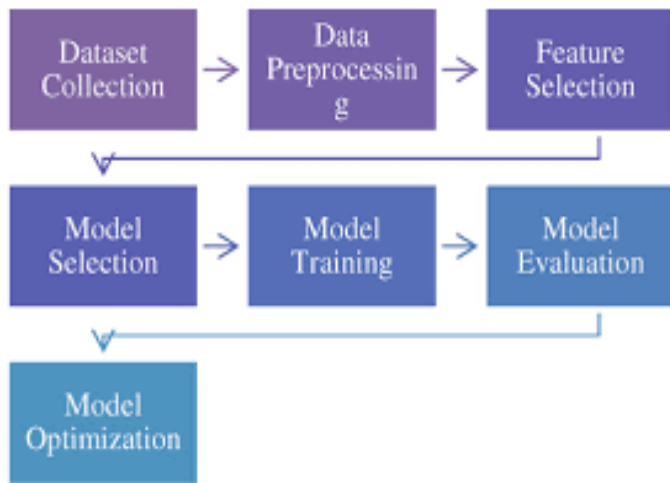 Dataset
Collection
Data
Preprocessin
g
Feature
Selection
Model
Selection
Model
Training
Model
Evaluation
Model
Optimization